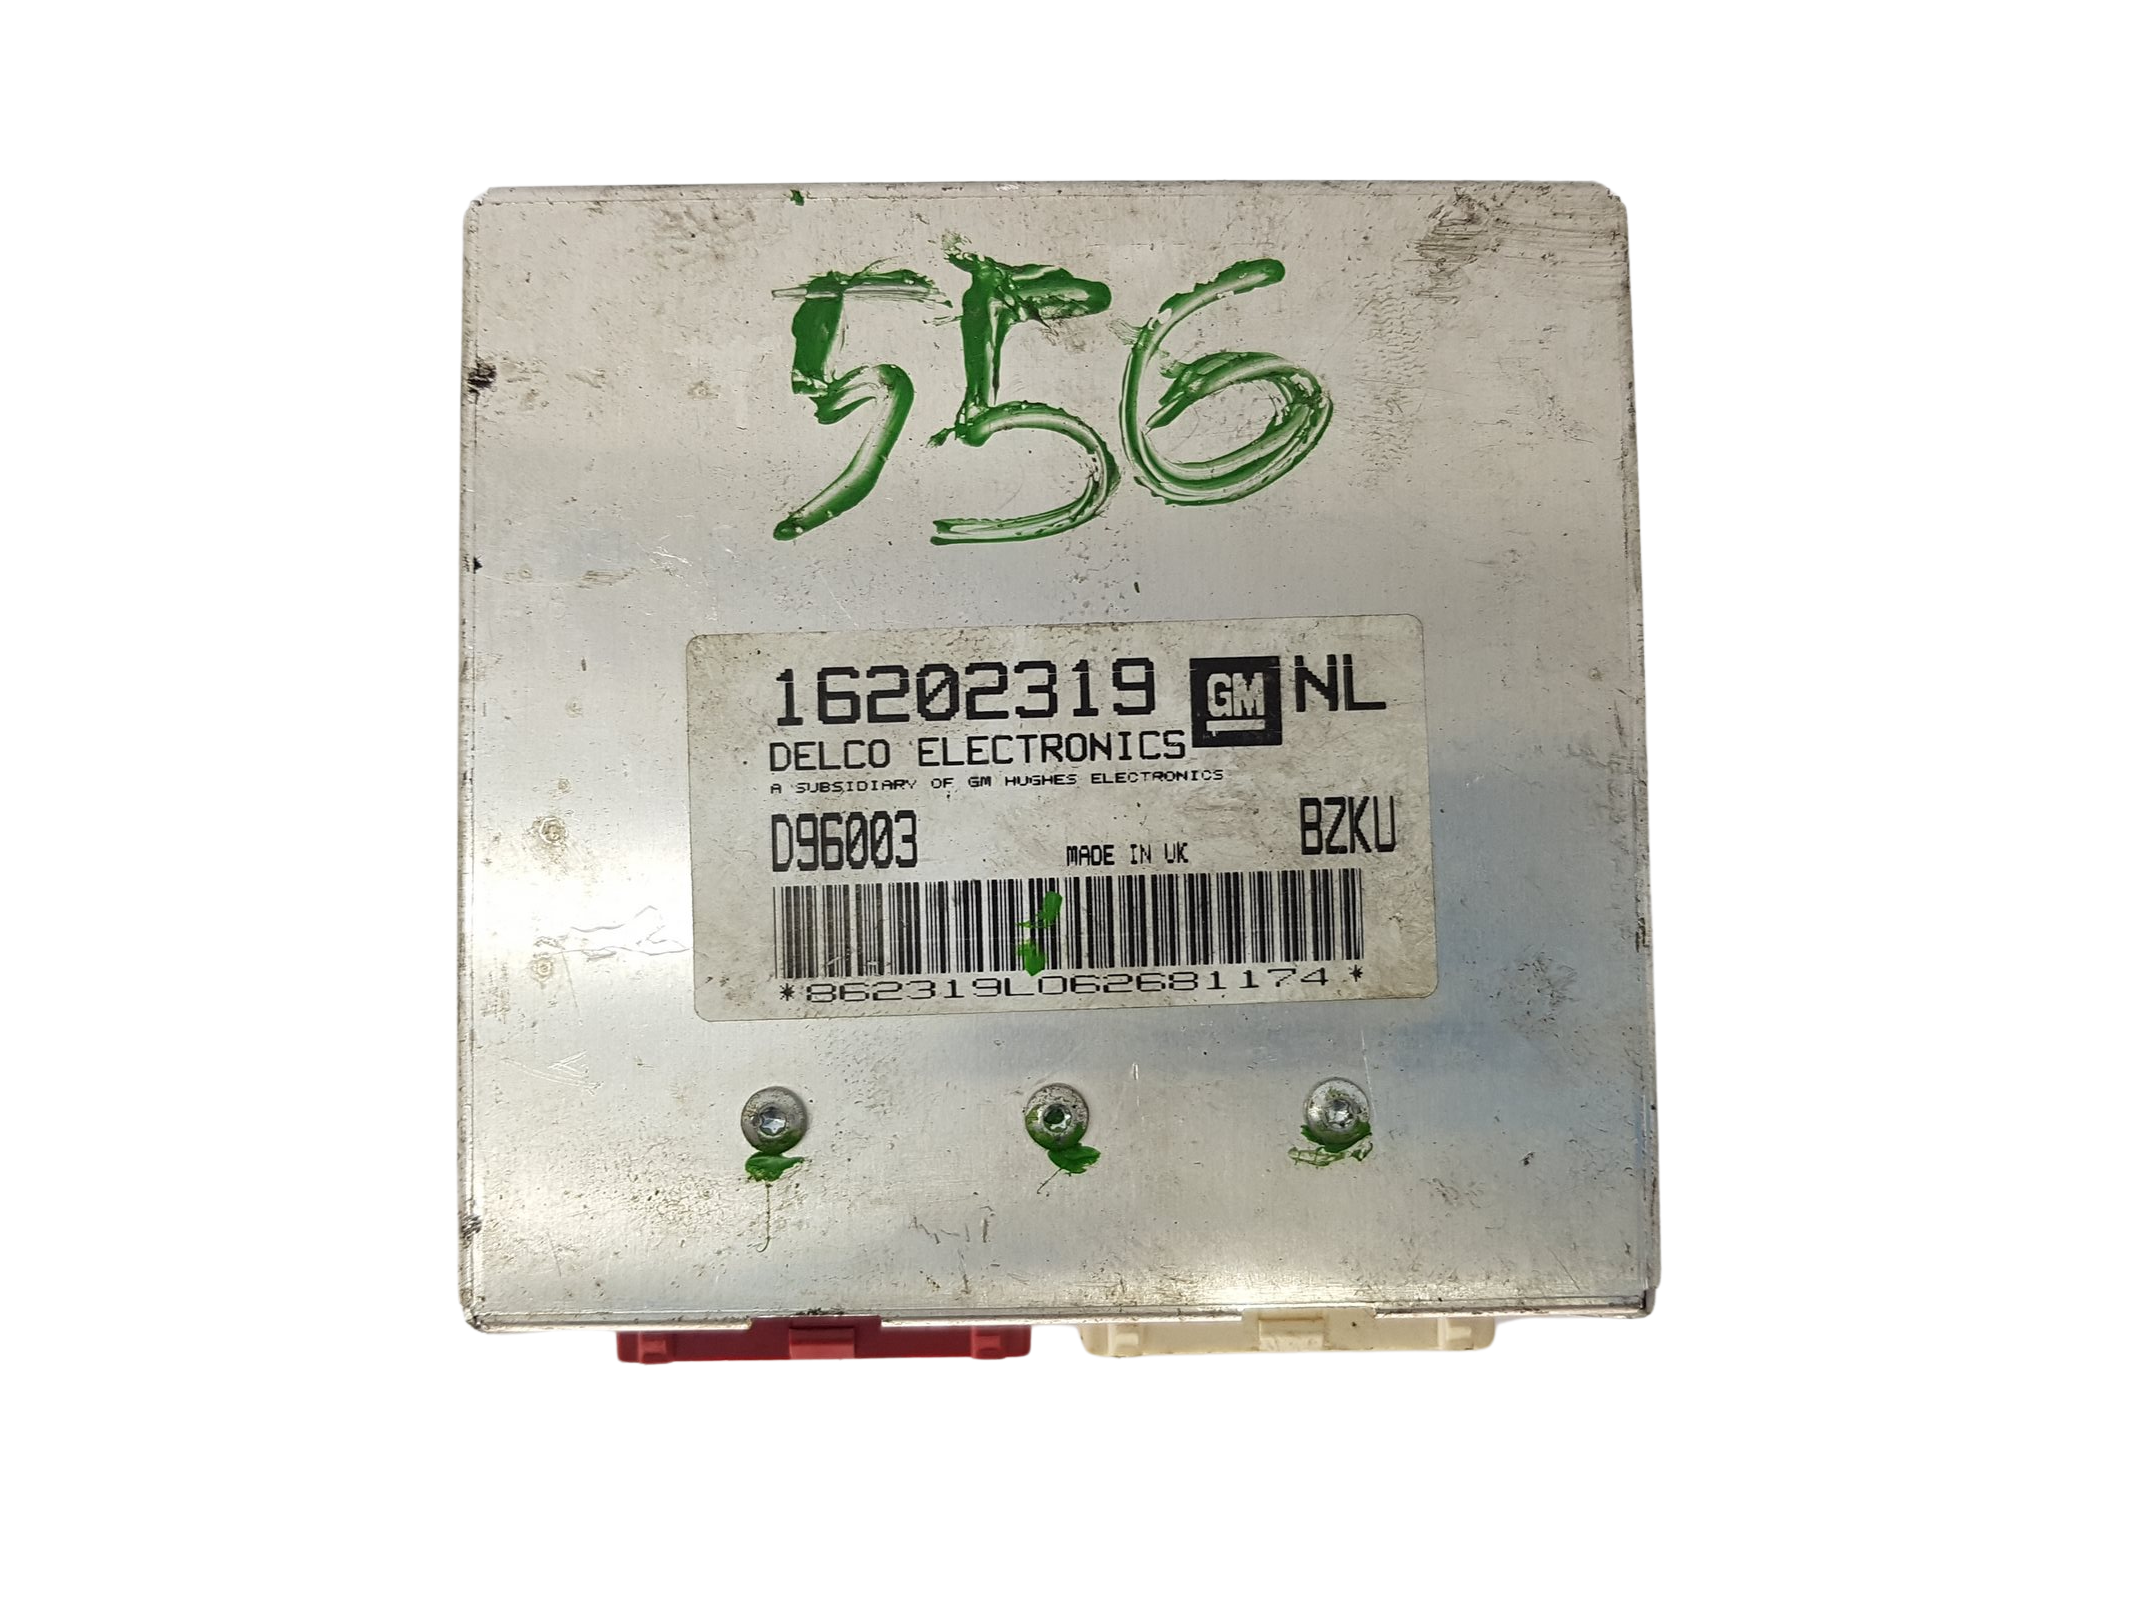 556
16202319 GM NL
DELCO ELECTRONICS
A SUBSIDIARY OF GM HUGHES ELECTRONICS
D96003 MADE IN UK BZKU
*862319L062681174*